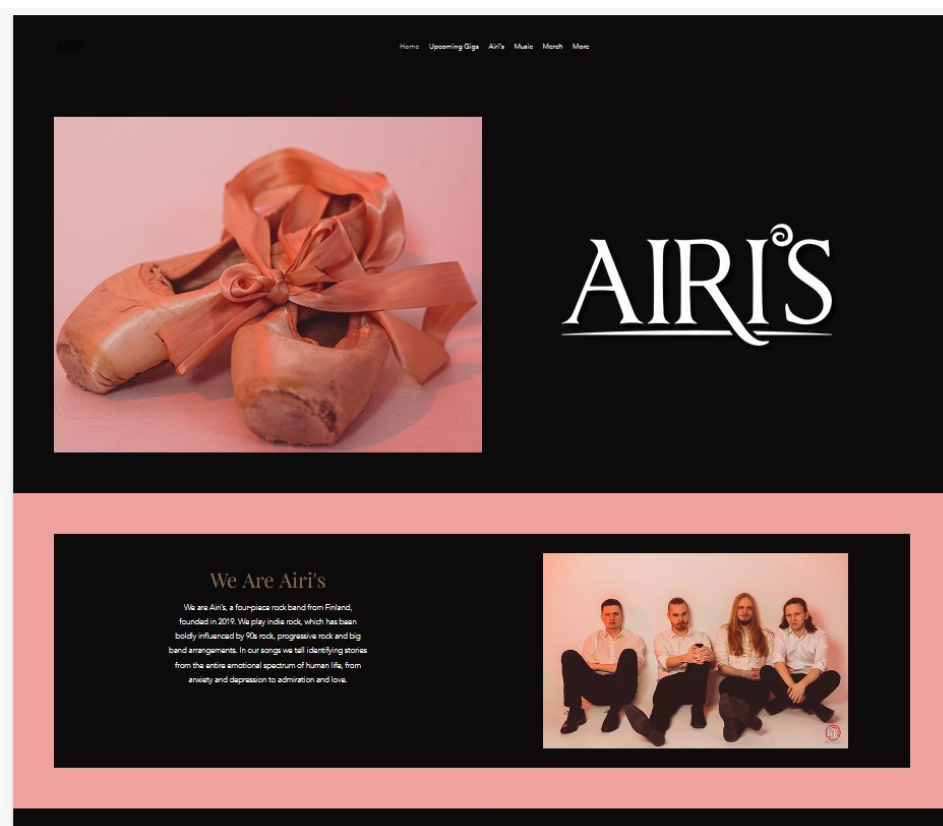 AIRI'S
Home Upcoming Gigs Airi's Music Merch More
AIRI'S
We Are Airi's
We are Airi's, a four-piece rock band from Finland,
founded in 2019. We play indie rock, which has been
boldly influenced by 90s rock, progressive rock and big
band arrangements. In our songs we tell identifying stories
from the entire emotional spectrum of human life, from
anxiety and depression to admiration and love.